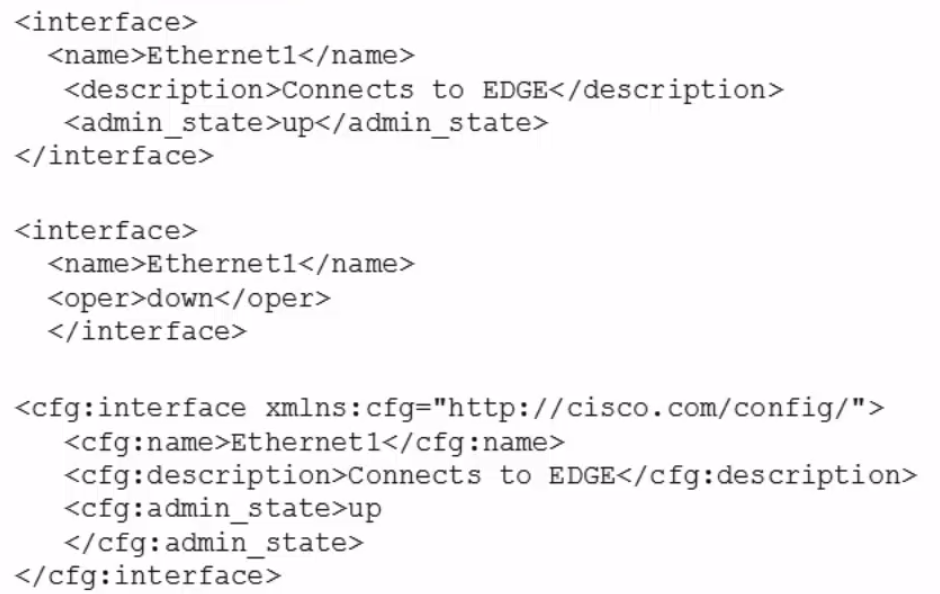 <interface>
<name>Ethernet1</name>
<description>Connects to EDGE</description>
<admin_state>up</admin_state>
</interface>
<interface>
<name>Ethernet1</name>
<oper>down</oper>
</interface>
<cfg:interface xmlns:cfg="http://cisco.com/config/">
<cfg:name>Ethernet1</cfg:name>
<cfg:description>Connects to EDGE</cfg:description>
<cfg:admin_state>up
</cfg:admin_state>
</cfg:interface>